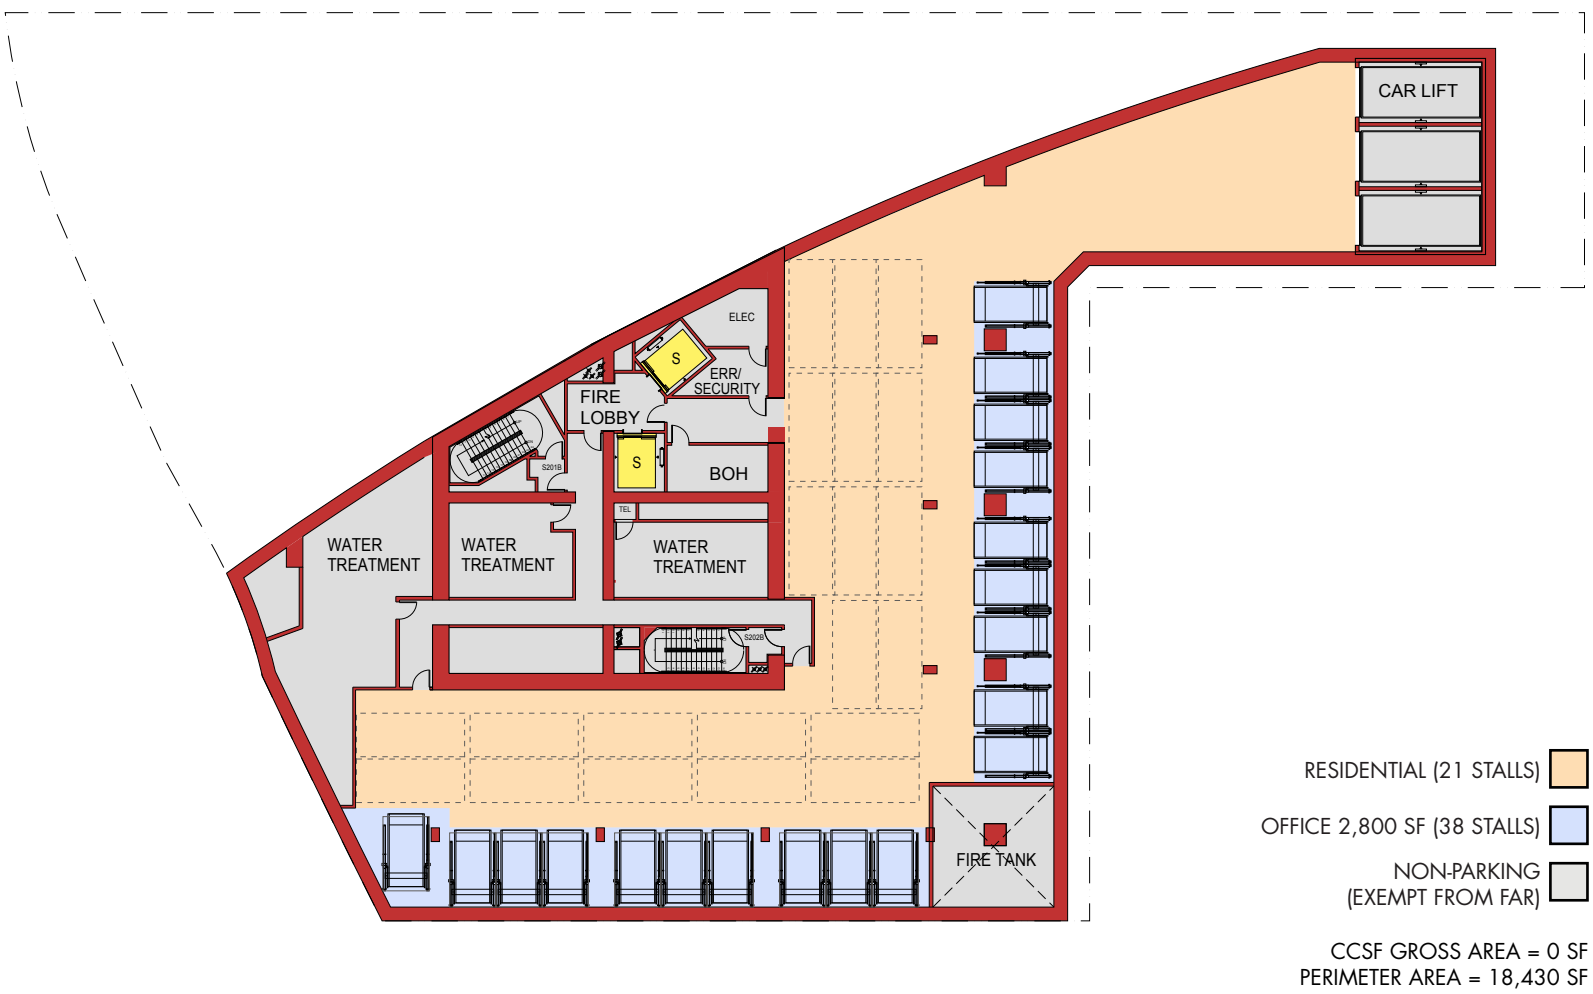 CAR LIFT
ELEC
S
ERR/
SECURITY
FIRE
LOBBY
S
S201B
BOH
TEL
WATER
TREATMENT
WATER
TREATMENT
WATER
TREATMENT
S202B
FIRE TANK
RESIDENTIAL (21 STALLS)
OFFICE 2,800 SF (38 STALLS)
NON-PARKING
(EXEMPT FROM FAR)
CCSF GROSS AREA = 0 SF
PERIMETER AREA = 18,430 SF